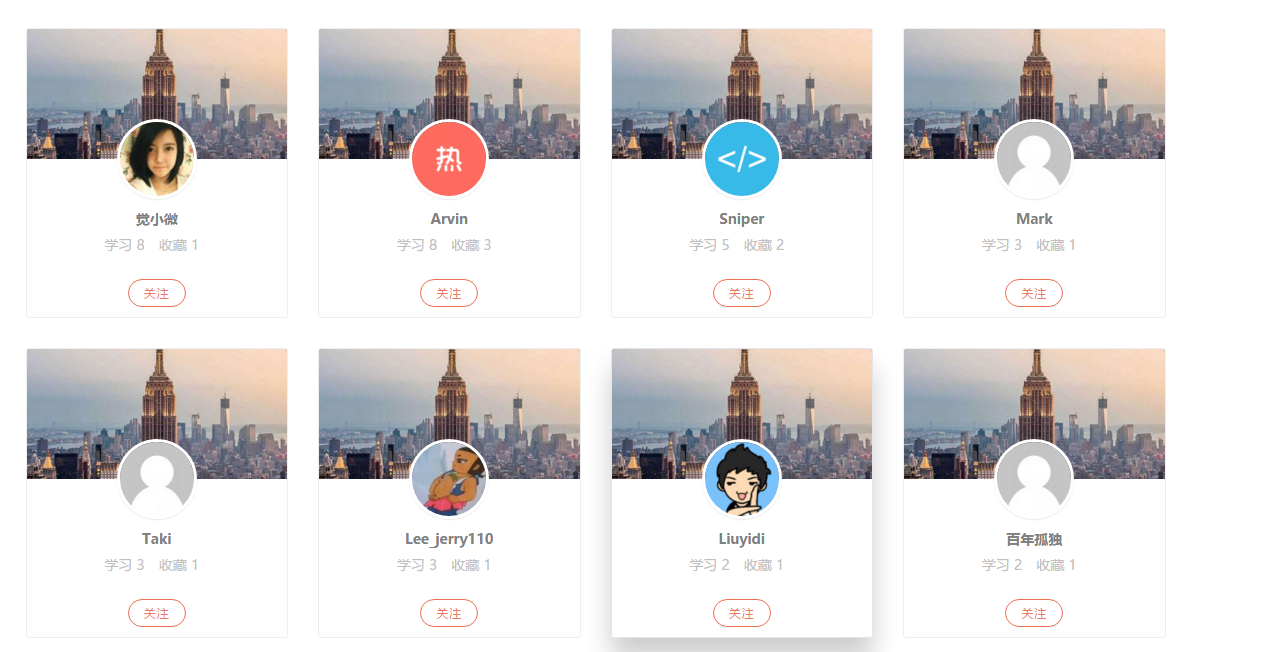 热
</>
觉小微
Arvin
Sniper
Mark
学习 8 收藏 1
学习 8 收藏 3
学习 5 收藏 2
学习 3 收藏 1
关注
关注
关注
关注
Taki
Lee_jerry110
Liuyidi
百年孤独
学习 3 收藏 1
学习 3 收藏 1
学习 2 收藏 1
学习 2 收藏 1
关注
关注
关注
关注